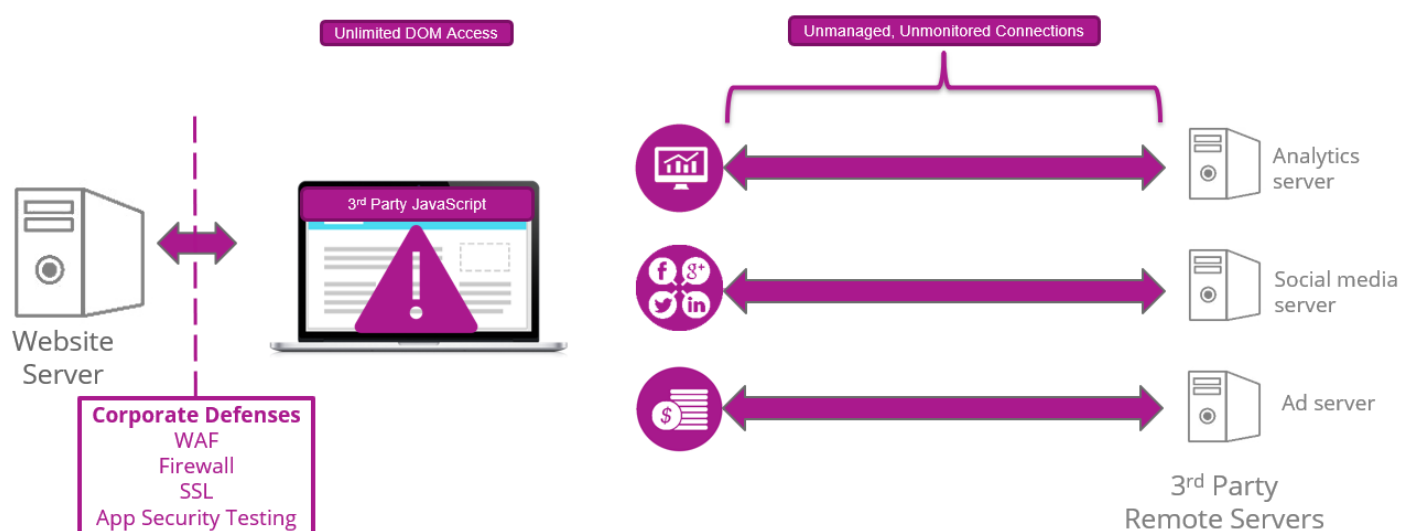 Unlimited DOM Access
Unmanaged, Unmonitored Connections
3rd Party JavaScript
Website
Server
Corporate Defenses
WAF
Firewall
SSL
App Security Testing
f
g+
in
Analytics
server
Social media
server
$
Ad server
3rd Party
Remote Servers